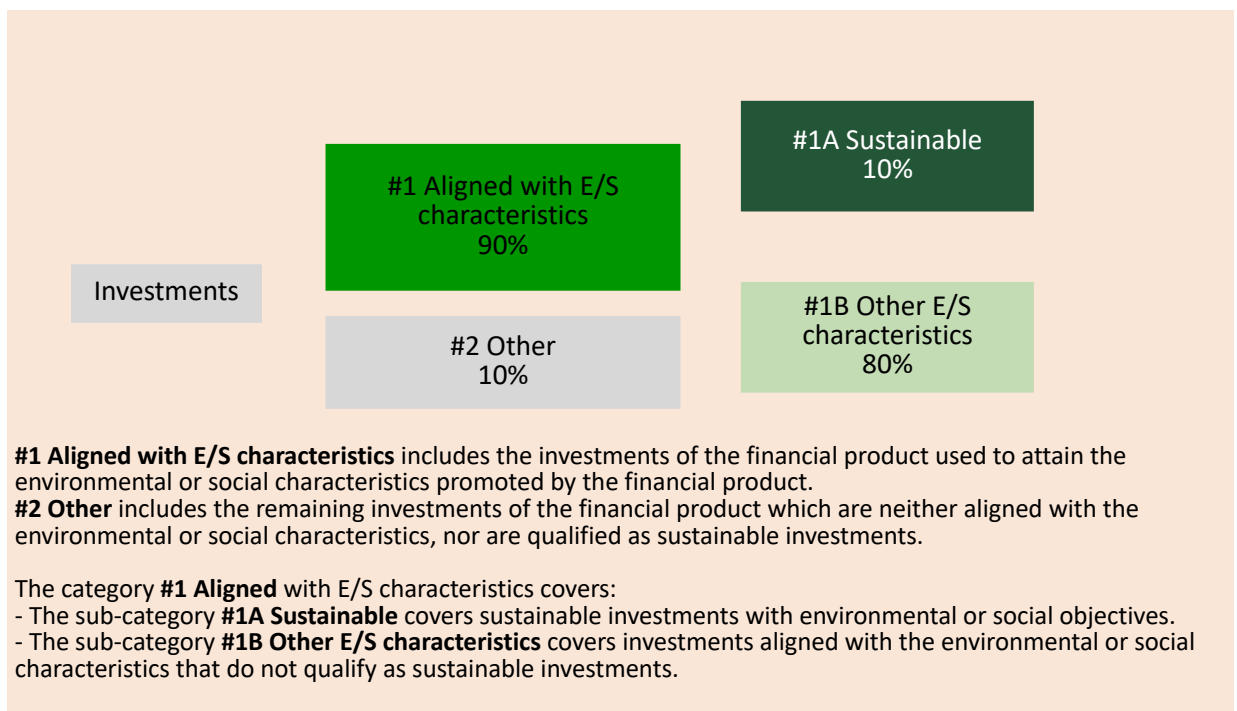 #1A Sustainable
10%
#1 Aligned with E/S
characteristics
90%
Investments
#1B Other E/S
characteristics
80%
#2 Other
10%
#1 Aligned with E/S characteristics includes the investments of the financial product used to attain the
environmental or social characteristics promoted by the financial product.
#2 Other includes the remaining investments of the financial product which are neither aligned with the
environmental or social characteristics, nor are qualified as sustainable investments.
The category #1 Aligned with E/S characteristics covers:
- The sub-category #1A Sustainable covers sustainable investments with environmental or social objectives.
- The sub-category #1B Other E/S characteristics covers investments aligned with the environmental or social
characteristics that do not qualify as sustainable investments.